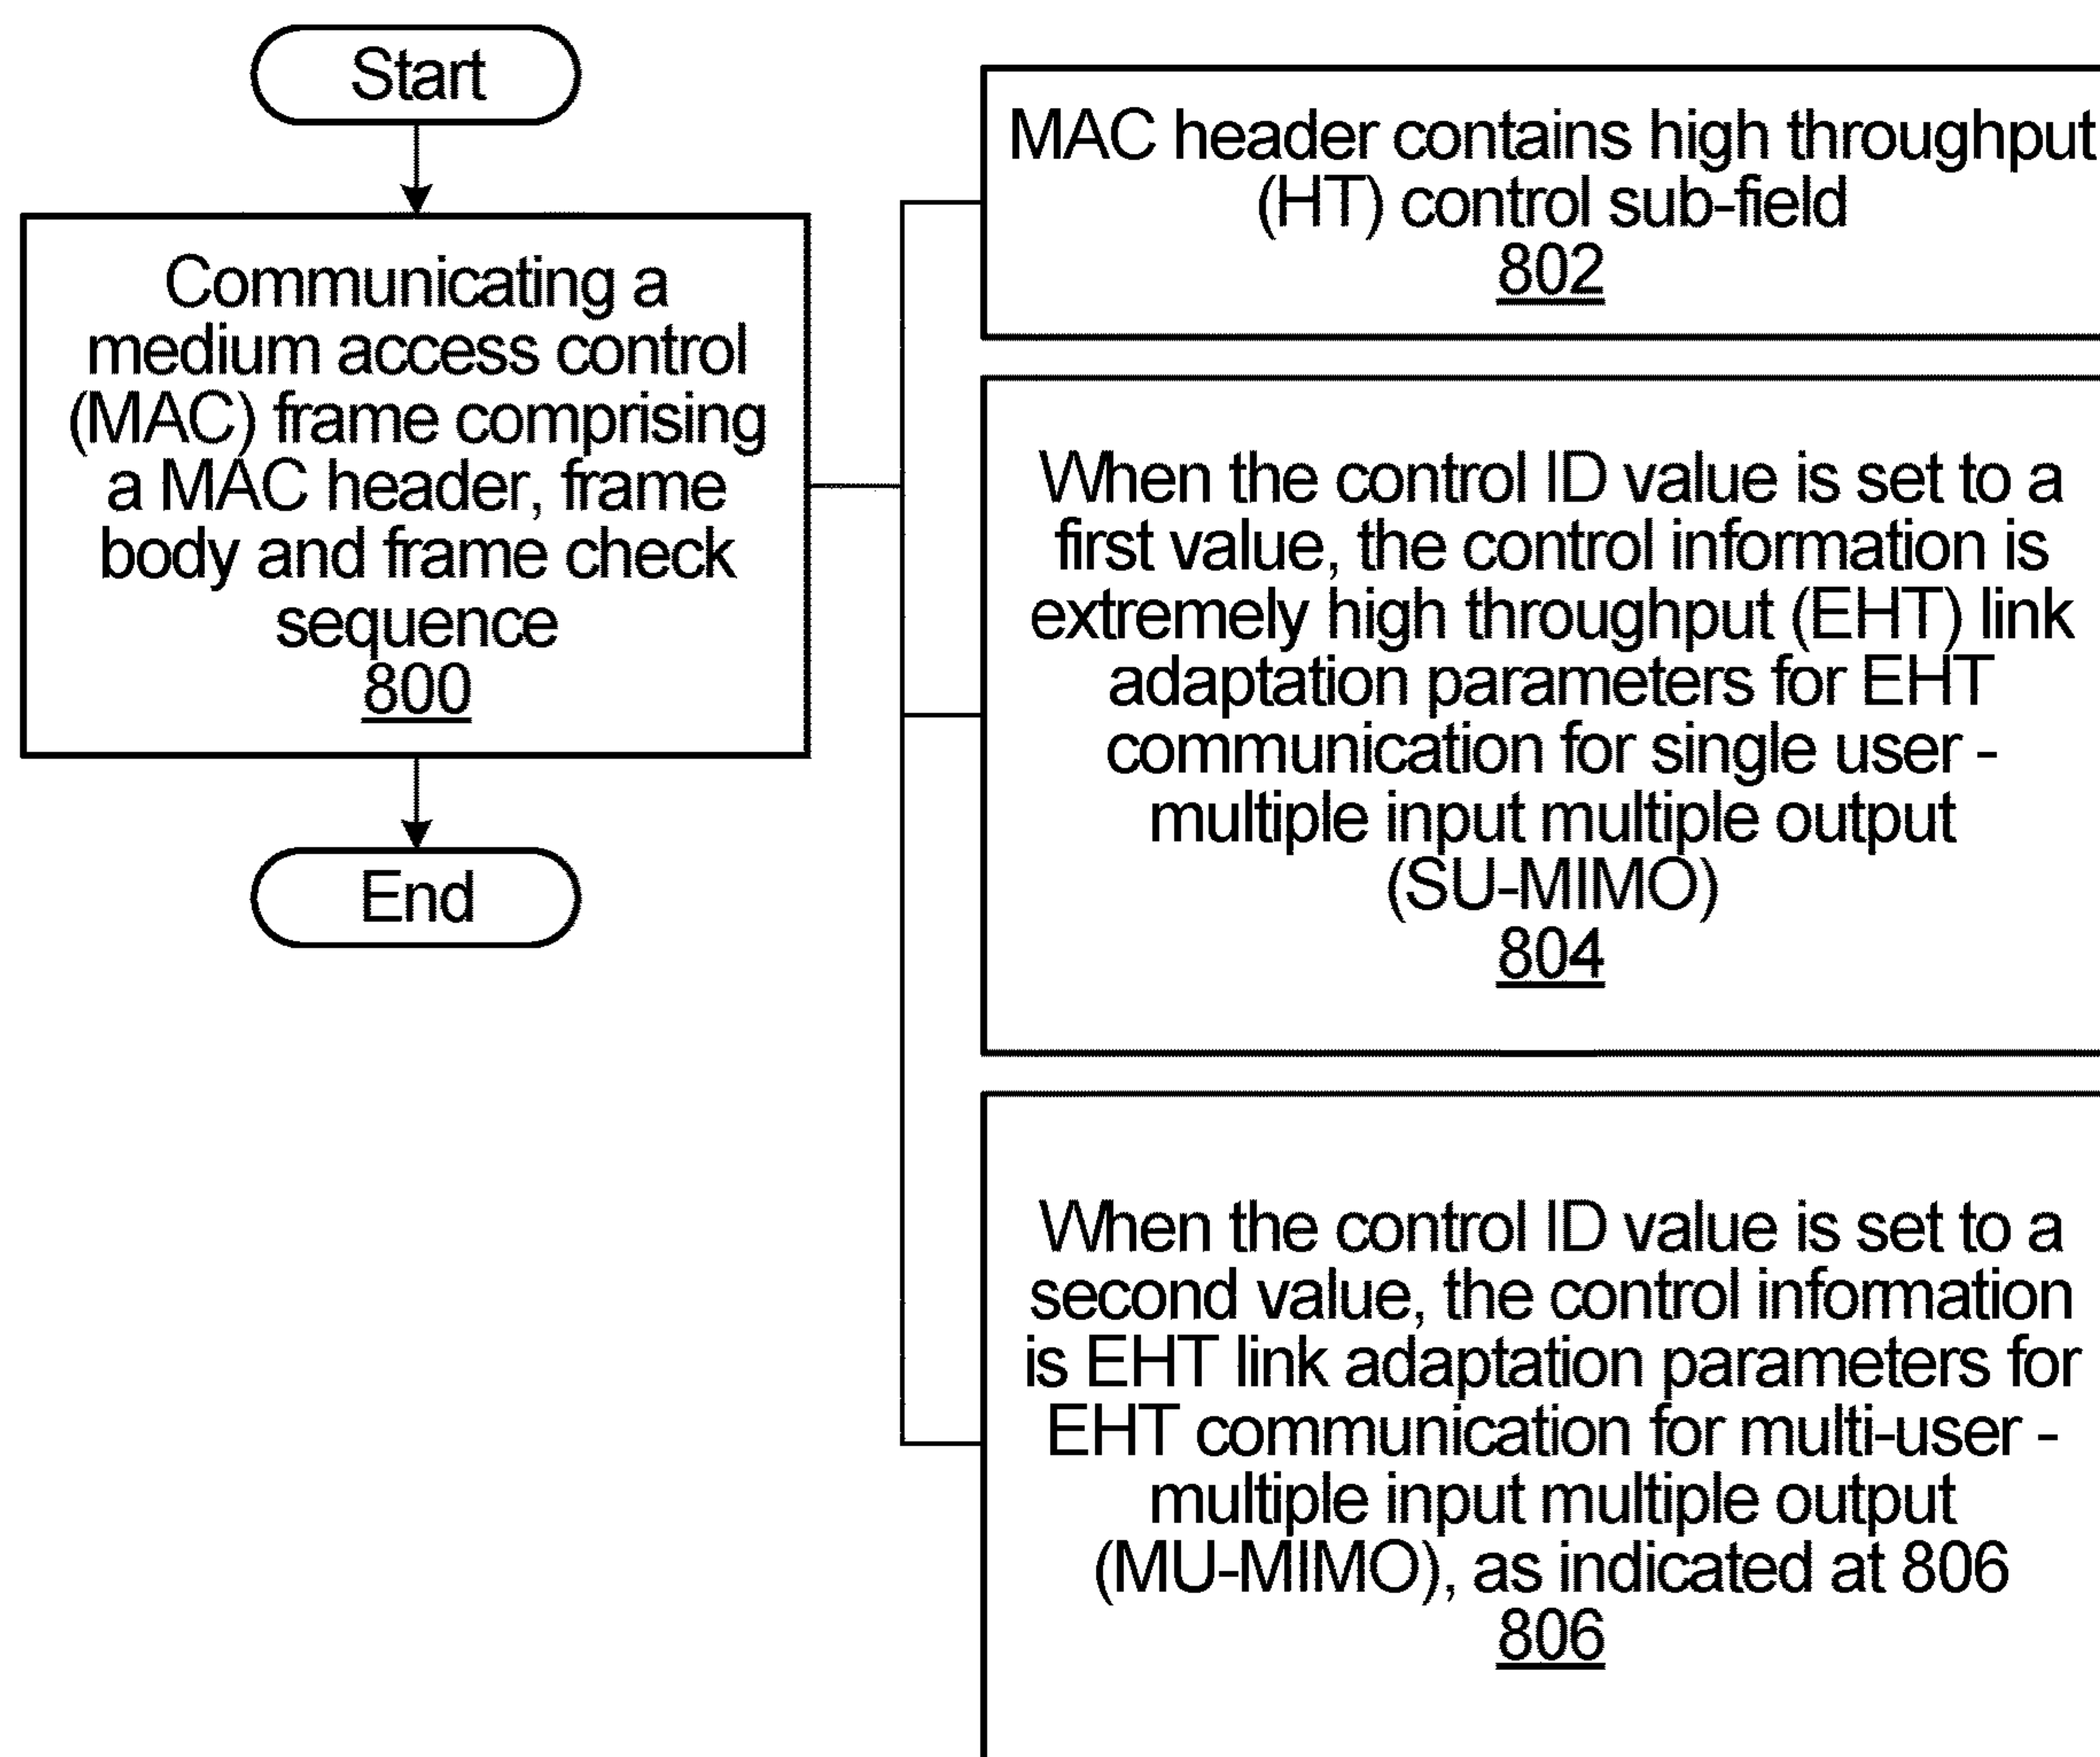 Start
Communicating a
medium access control
(MAC) frame comprising
a MAC header, frame
body and frame check
sequence
800
End
MAC header contains high throughput
(HT) control sub-field
802
When the control ID value is set to a
first value, the control information is
extremely high throughput (EHT) link
adaptation parameters for EHT
communication for single user -
multiple input multiple output
(SU-MIMO)
804
When the control ID value is set to a
second value, the control information
is EHT link adaptation parameters for
EHT communication for multi-user -
multiple input multiple output
(MU-MIMO), as indicated at 806
806